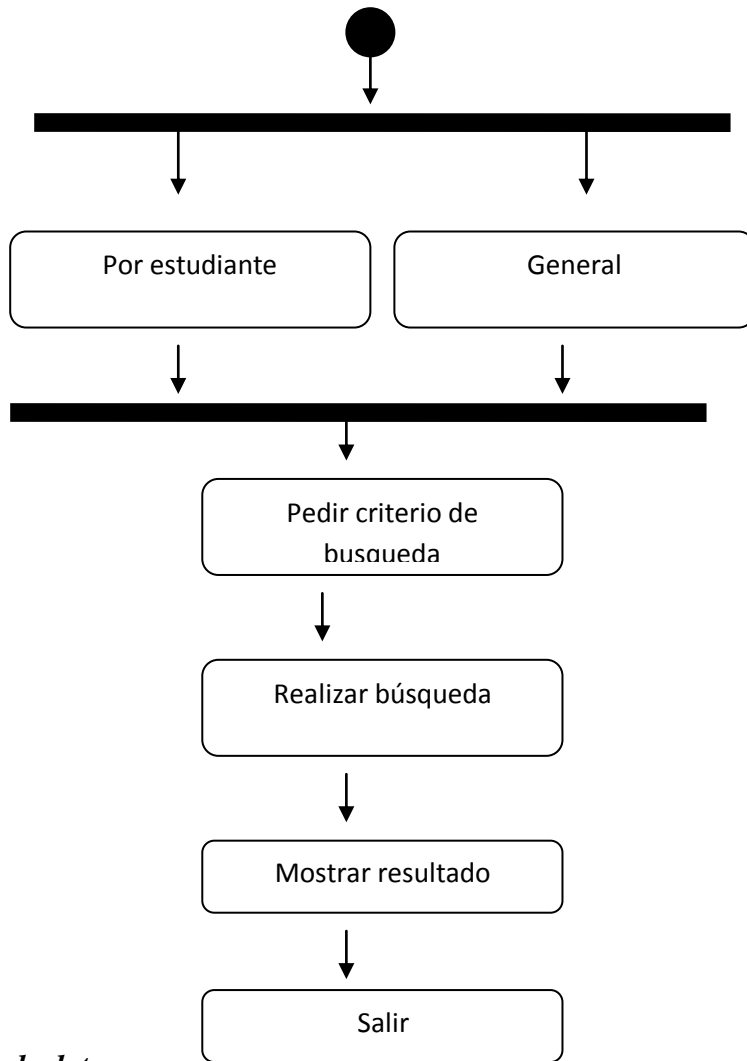 Por estudiante
General
Pedir criterio de
busqueda
Realizar búsqueda
Mostrar resultado
Salir